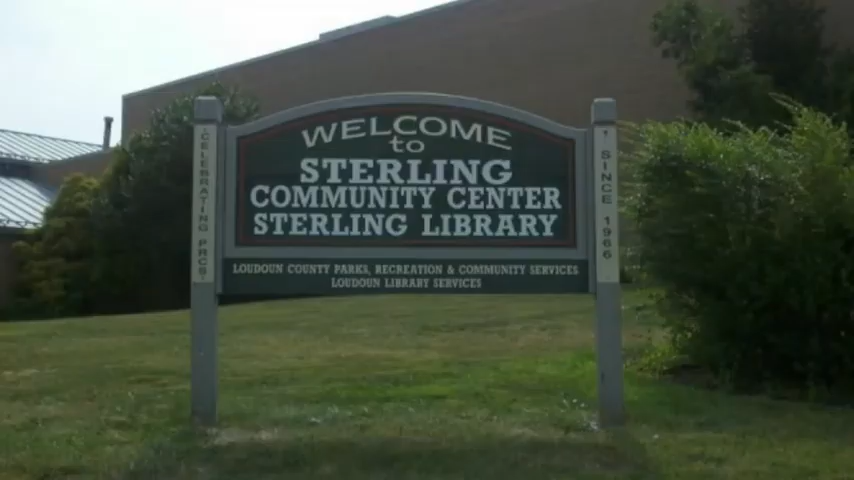 WELCOME
to
STERLING
COMMUNITY CENTER
STERLING LIBRARY
LOUDOUN COUNTY PARKS, RECREATION & COMMUNITY SERVICES
LOUDOUN LIBRARY SERVICES
CELEBRATING PRCS
SINCE 1966